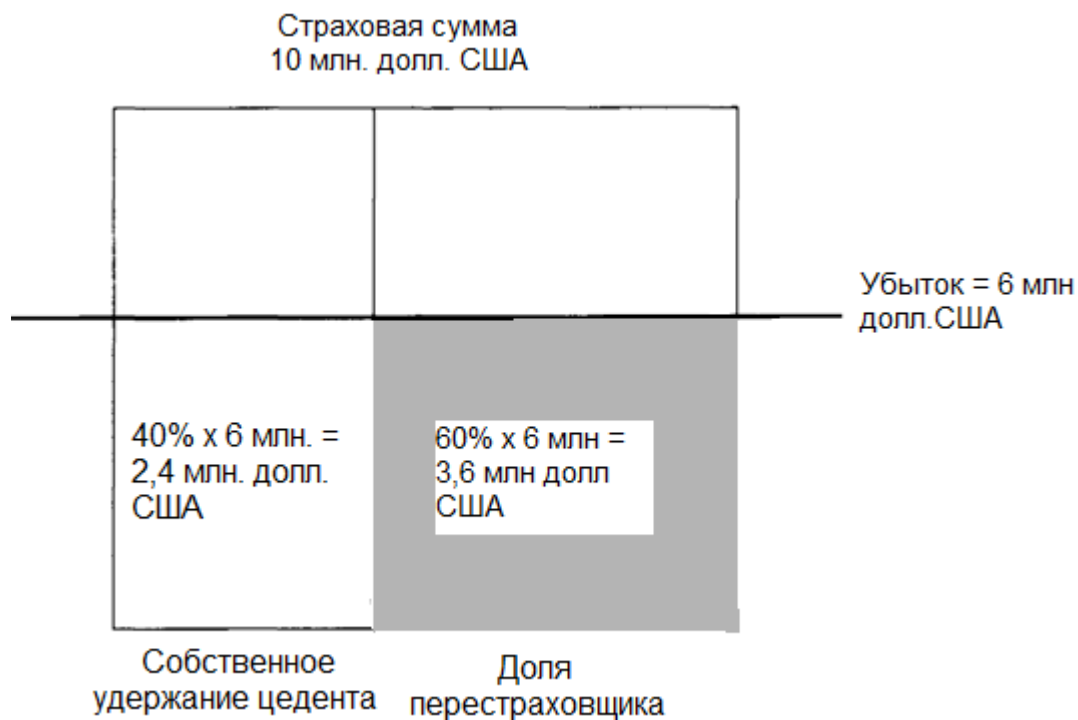 Страховая сумма
10 млн. долл. США
Убыток = 6 млн
долл.США
40% х 6 млн. =
2,4 млн. долл.
США
60% х 6 млн =
3,6 млн долл
США
Собственное
удержание цедента
Доля
перестраховщика